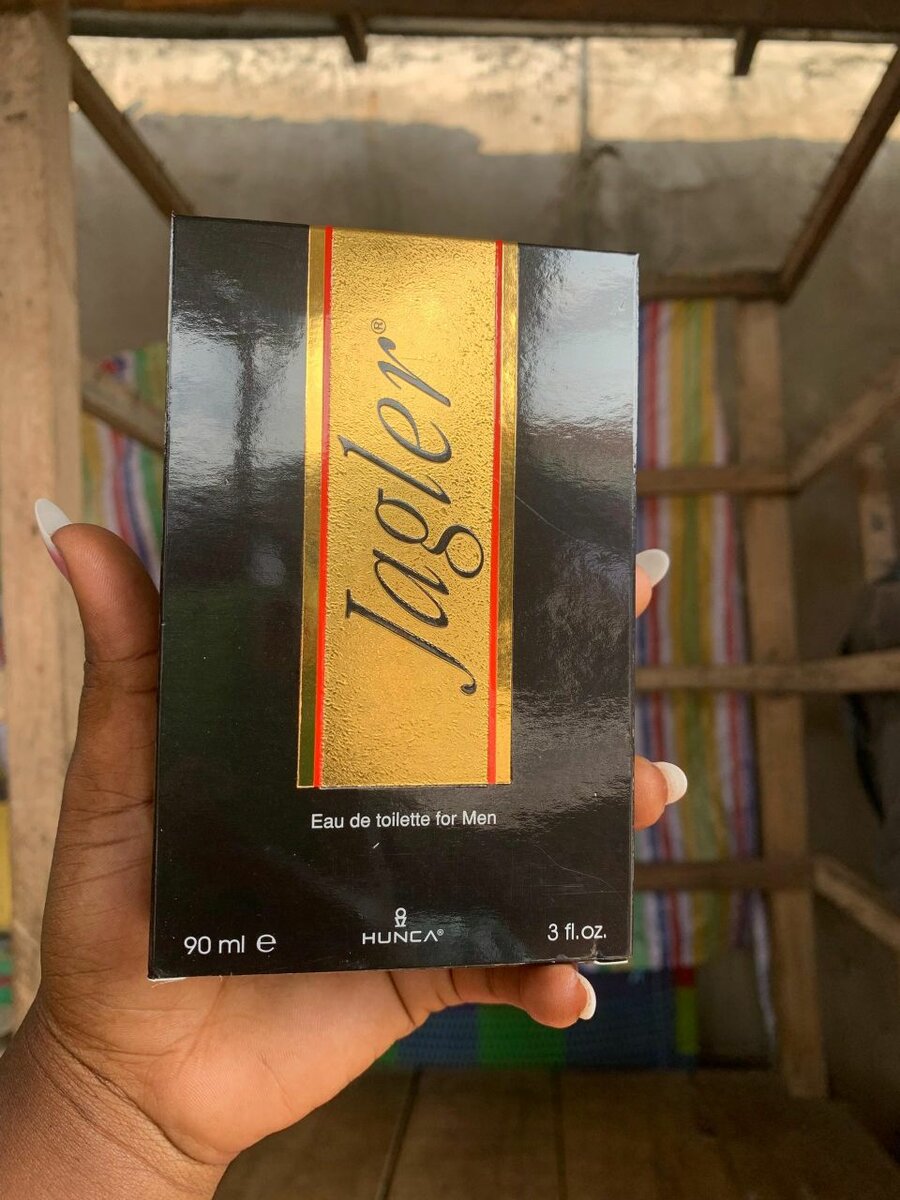 Jagler®
Eau de toilette for Men
90 ml ℮
HUNCA®
3 fl.oz.